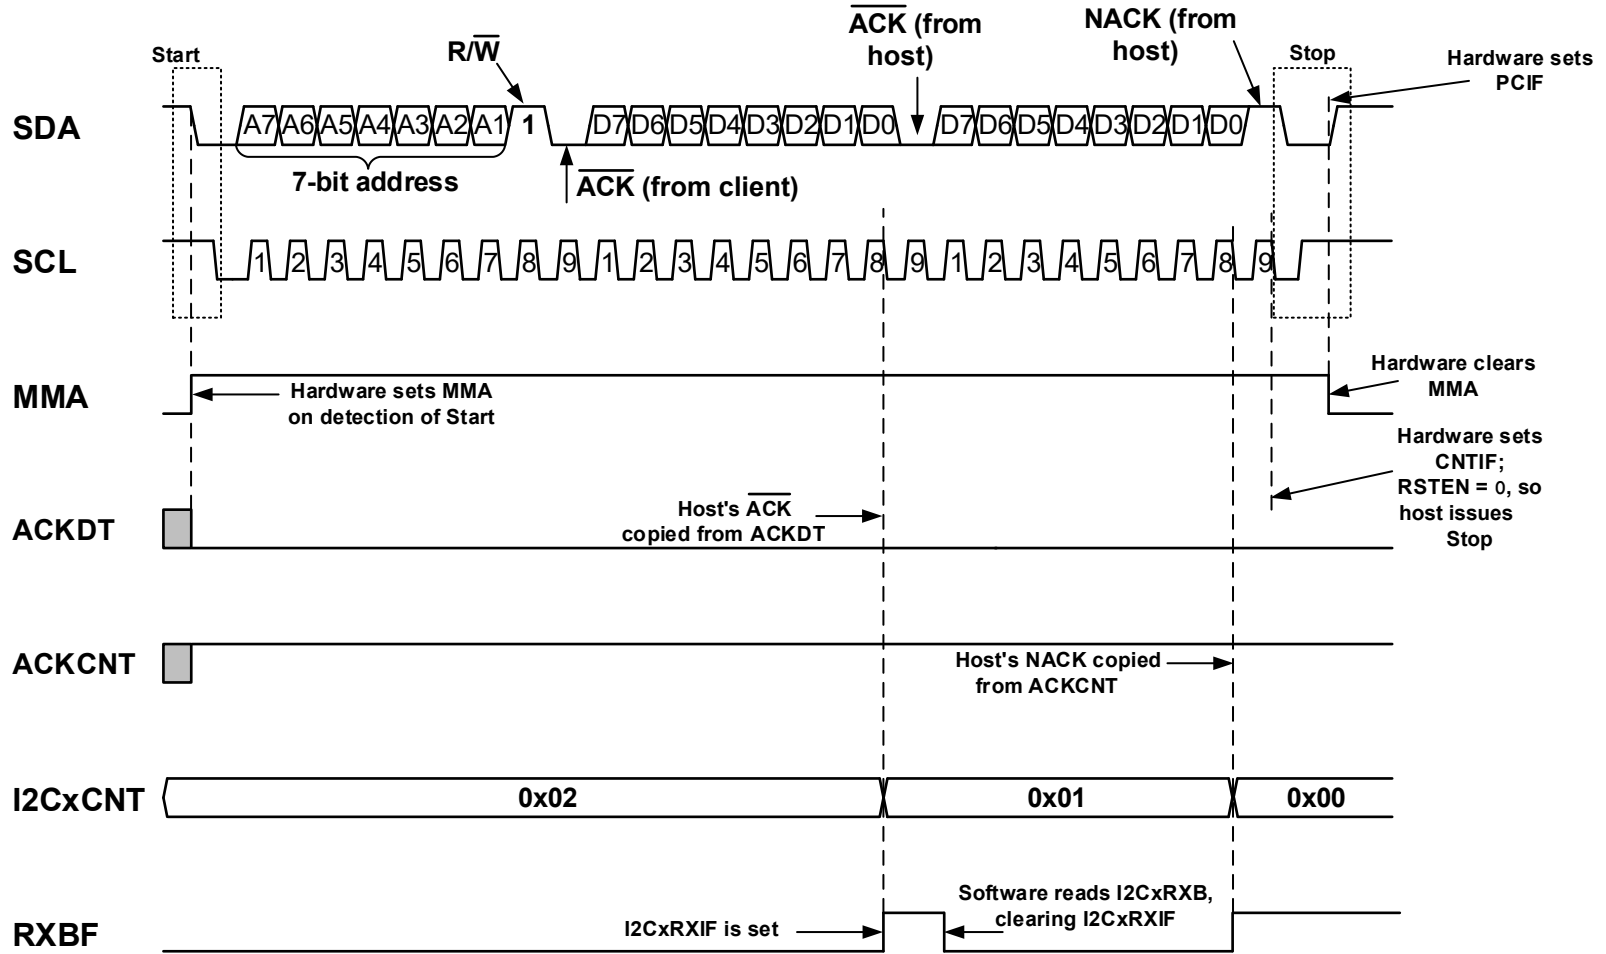 Start
R/W
ACK (from
host)
NACK (from
host)
Stop
Hardware sets
PCIF
SDA
A7 A6 A5 A4 A3 A2 A1 1 D7 D6 D5 D4 D3 D2 D1 D0 D7 D6 D5 D4 D3 D2 D1 D0
7-bit address
ACK (from client)
SCL
1 2 3 4 5 6 7 8 9 1 2 3 4 5 6 7 8 9 1 2 3 4 5 6 7 8 9
MMA
Hardware sets MMA
on detection of Start
Hardware clears
MMA
Hardware sets
CNTIF;
RSTEN = 0, so
host issues
Stop
ACKDT
Host's ACK
copied from ACKDT
ACKCNT
Host's NACK copied
from ACKCNT
I2CxCNT
0x02 0x01 0x00
RXBF
I2CxRXIF is set
Software reads I2CxRXB,
clearing I2CxRXIF